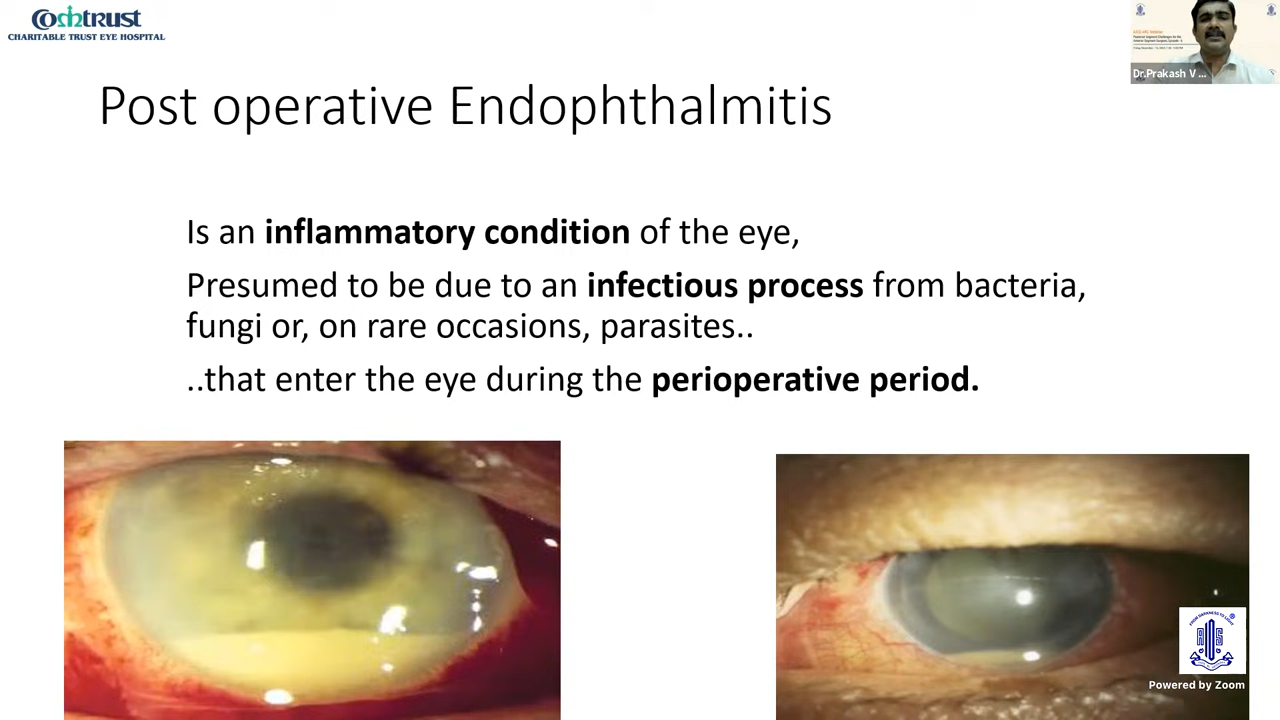 Comtrust
CHARITABLE TRUST EYE HOSPITAL
Dr.Prakash V ...
Post operative Endophthalmitis
Is an inflammatory condition of the eye,
Presumed to be due to an infectious process from bacteria,
fungi or, on rare occasions, parasites..
..that enter the eye during the perioperative period.
Powered by Zoom